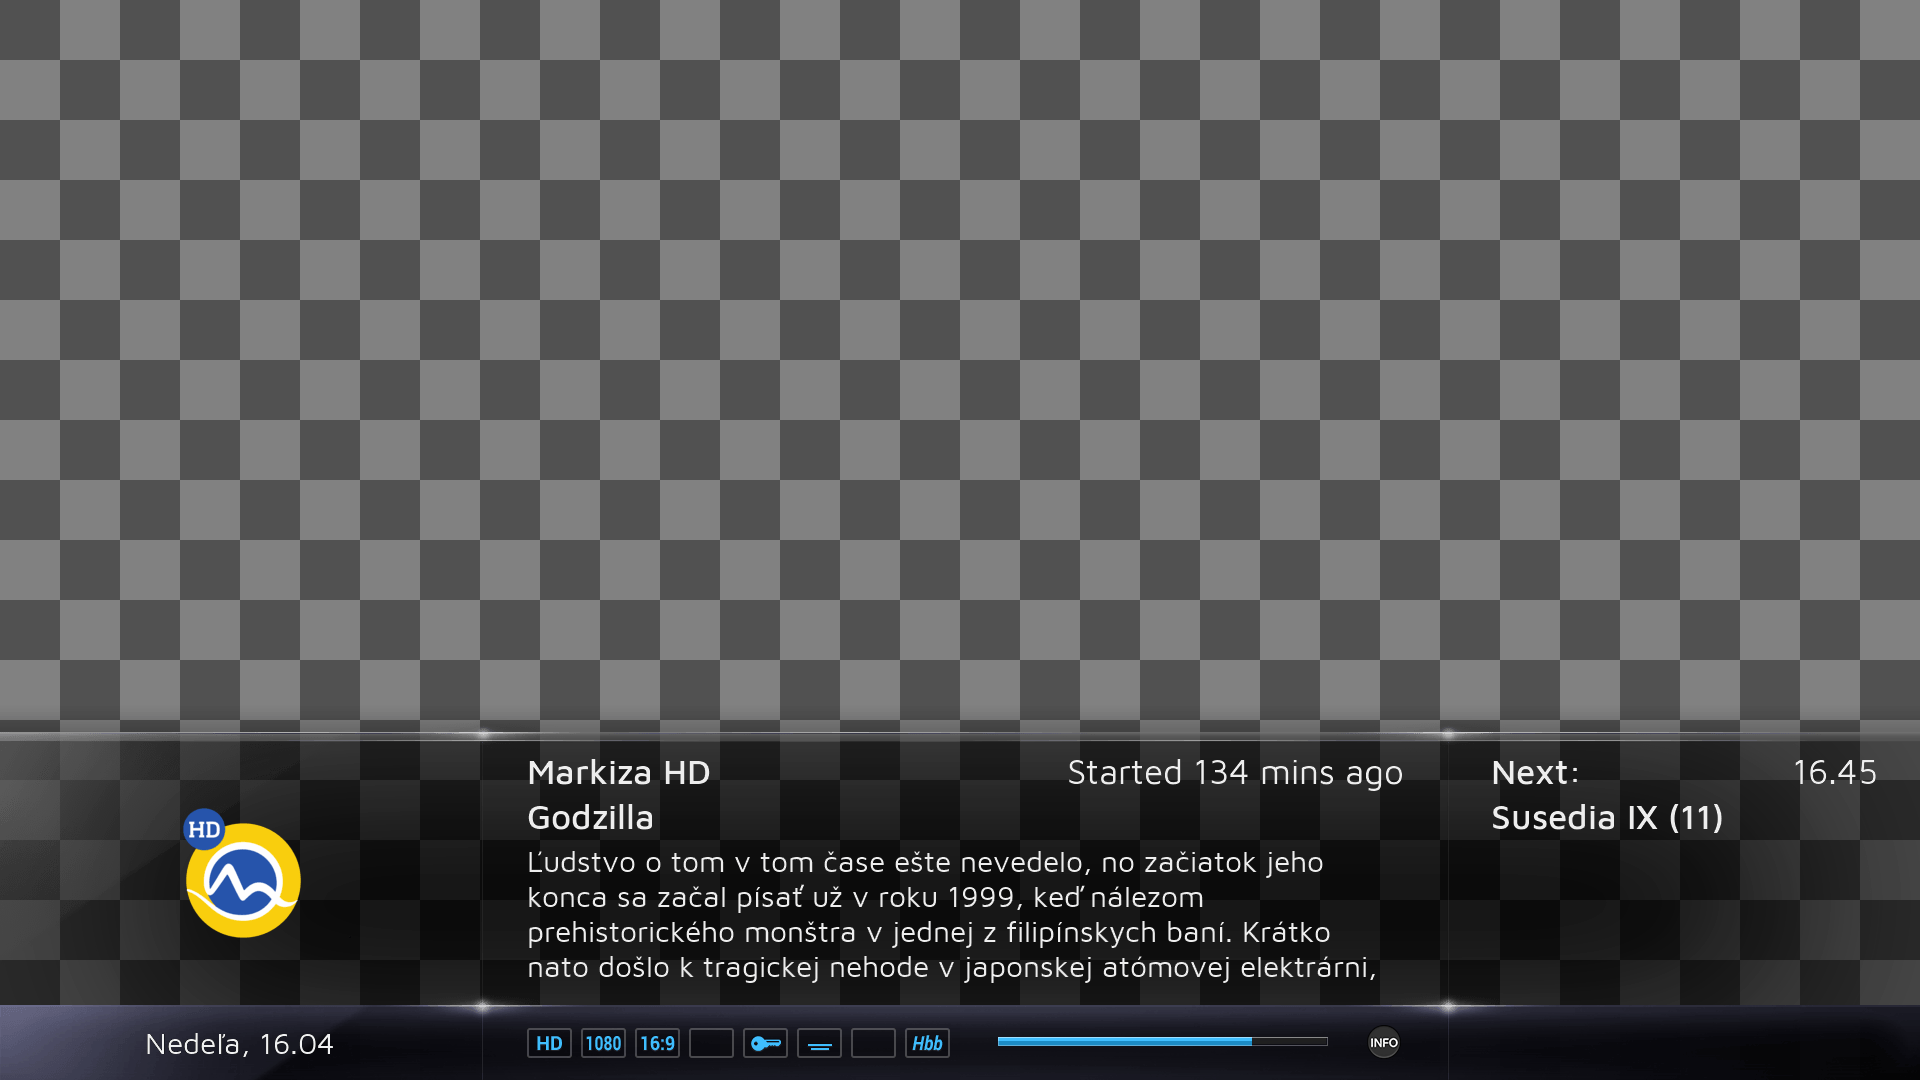 Markiza HD
Started 134 mins ago
Godzilla
Ľudstvo o tom v tom čase ešte nevedelo, no začiatok jeho
konca sa začal písať už v roku 1999, keď nálezom
prehistorického monštra v jednej z filipínskych baní. Krátko
nato došlo k tragickej nehode v japonskej atómovej elektrárni,
Next:
16.45
Susedia IX (11)
HD
Nedeľa, 16.04
HD
1080
16:9
Hbb
INFO